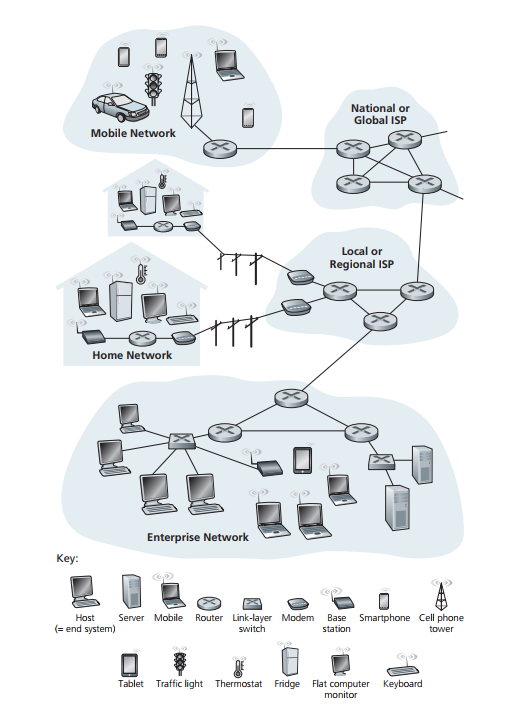 Mobile Network
National or
Global ISP
Local or
Regional ISP
Home Network
Enterprise Network
Key:
Host
(= end system)
Server
Mobile
Router
Link-layer
switch
Modem
Base
station
Smartphone
Cell phone
tower
Tablet
Traffic light
Thermostat
Fridge
Flat computer
monitor
Keyboard